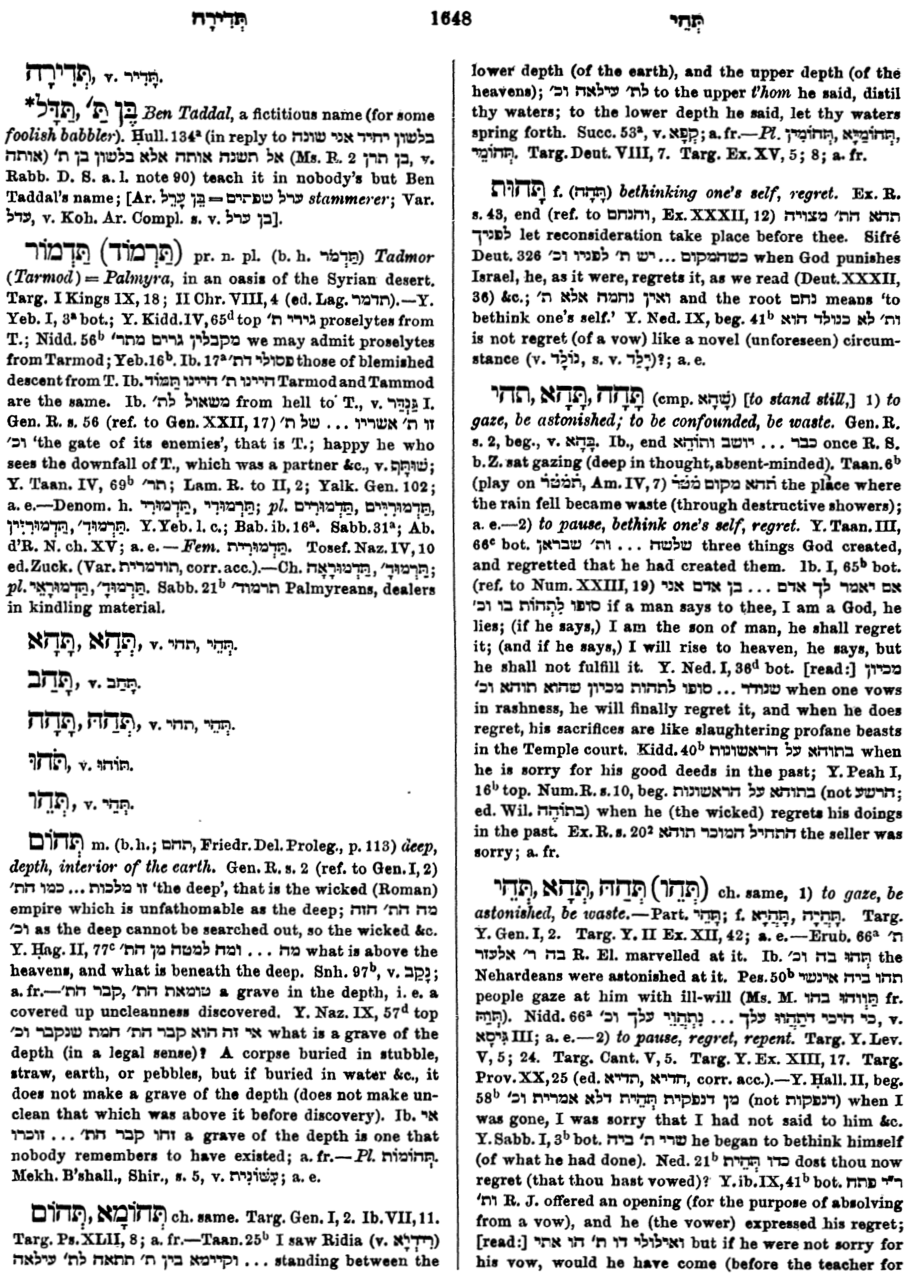 תְּדִירָה 1648 תְּהֵי
תְּדִירָה, v. תָּדִיר.
*בֶּן תַּ', תַּדָּל Ben Taddal, a fictitious name (for some
foolish babbler). Ḥull. 134ᵃ (in reply to בלשון יחיד אני שונה
אל תשנה אותה אלא בלשון בן ת' (אותה (Ms. R. 2 בן תרן, v.
Rabb. D. S. a. l. note 90) teach it in nobody's but Ben
Taddal's name; [Ar. בֶּן עָרֵל = ערל שפתים stammerer; Var.
עדל, v. Koh. Ar. Compl. s. v. בן ערל].
תַּדְמוֹר (תַּרְמוֹד) pr. n. pl. (b. h. תַּדְמֹר) Tadmor
(Tarmod) = Palmyra, in an oasis of the Syrian desert.
Targ. I Kings IX, 18; II Chr. VIII, 4 (ed. Lag. תדמר).—Y.
Yeb. I, 3ᵃ bot.; Y. Kidd. IV, 65ᵈ top גירי ת' proselytes from
T.; Nidd. 56ᵇ מקבלין גרים מתר' we may admit proselytes
from Tarmod; Yeb. 16ᵇ. Ib. 17ᵃ פסולי דת' those of blemished
descent from T. Ib. היינו ת' היינו תַּמּוֹד Tarmod and Tammod
are the same. Ib. משאול לת' from hell to T., v. גַּנְדַּר I.
Gen. R. s. 56 (ref. to Gen. XXII, 17) זו ת' אשריו ... של ת'
וכ' 'the gate of its enemies', that is T.; happy he who
sees the downfall of T., which was a partner &c., v. שׁוּתָּף;
Y. Taan. IV, 69ᵇ תר'; Lam. R. to II, 2; Yalk. Gen. 102;
a. e.—Denom. h. תַּדְמוּרִי, תַּרְמוּדִי; pl. תַּדְמוּרִיים, תַּדְמוּרִים,
תַּרְמוּד', תַּדְמוּרִיִּין. Y. Yeb. l. c.; Bab. ib. 16ᵃ. Sabb. 31ᵃ; Ab.
d'R. N. ch. XV; a. e.—Fem. תַּדְמוּרִית. Tosef. Naz. IV, 10
ed. Zuck. (Var. תודמורית, corr. acc.).—Ch. תַּרְמוּד', תַּדְמוּרָאָה;
pl. תַּרְמוּד', תַּדְמוּרָאֵי. Sabb. 21ᵇ תרמוד' Palmyreans, dealers
in kindling material.
תְּהָא, תָּהָא, v. תְּהֵי, תהי.
תָּהַב, v. תָּהַב.
תְּהַהּ, תָּהָה, v. תְּהֵי, תהי.
תֹּהוּ, v. תּוֹהוּ.
תְּהוֹ, v. תְּהֵי.
תְּהוֹם m. (b. h.; תהם, Friedr. Del. Proleg., p. 113) deep,
depth, interior of the earth. Gen. R. s. 2 (ref. to Gen. I, 2)
זו מלכות ... כמו הת' 'the deep', that is the wicked (Roman)
empire which is unfathomable as the deep; מה הת' הזה
וכ' as the deep cannot be searched out, so the wicked &c.
Y. Ḥag. II, 77ᶜ מה ... ומה למטה מן הת' what is above the
heavens, and what is beneath the deep. Snh. 97ᵇ, v. נָקַב;
a. fr.—טומאת הת', קבר הת' a grave in the depth, i. e. a
covered up uncleanness discovered. Y. Naz. IX, 57ᵈ top
אי זה הוא קבר הת' המת שנקבר וכ' what is a grave of the
depth (in a legal sense)? A corpse buried in stubble,
straw, earth, or pebbles, but if buried in water &c., it
does not make a grave of the depth (does not make un-
clean that which was above it before discovery). Ib. אי
זהו קבר הת' ... זוכרו a grave of the depth is one that
nobody remembers to have existed; a. fr.—Pl. תְּהוֹמוֹת.
Mekh. B'shall., Shir., s. 5, v. עֶשְׁתּוֹנִית; a. e.
תְּהוֹמָא, תְּהוֹם ch. same. Targ. Gen. I, 2. Ib. VII, 11.
Targ. Ps. XLII, 8; a. fr.—Taan. 25ᵇ I saw Ridia (v. רִידְיָא)
וקיימא בין ת' תתאה לת' עילאה ... standing between the
lower depth (of the earth), and the upper depth (of the
heavens); לת' עילאה וכ' to the upper t'hom he said, distil
thy waters; to the lower depth he said, let thy waters
spring forth. Succ. 53ᵃ, v. קְפָא; a. fr.—Pl. תְּהוֹמַיָּא, תְּהוֹמִין,
תְּהוֹמֵי. Targ. Deut. VIII, 7. Targ. Ex. XV, 5; 8; a. fr.
תָּהוּת f. (תָּהָה) bethinking one's self, regret. Ex. R.
s. 43, end (ref. to והנחם, Ex. XXXII, 12) תהא הת' מצויה
לפניך let reconsideration take place before thee. Sifré
Deut. 326 כשהמקום ... יש ת' לפניו וכ' when God punishes
Israel, he, as it were, regrets it, as we read (Deut. XXXII,
36) &c.; ואין נחמה אלא ת' and the root נחם means 'to
bethink one's self.' Y. Ned. IX, beg. 41ᵇ ות' לא כנולד הוא
is not regret (of a vow) like a novel (unforeseen) circum-
stance (v. נוֹלָד, s. v. יָלַד)?; a. e.
תָּהָה, תָּהָא, תהי (cmp. שָׁהָא) [to stand still,] 1) to
gaze, be astonished; to be confounded, be waste. Gen. R.
s. 2, beg., v. בָּהָא. Ib., end כבר ... יושב ותוהא once R. S.
b. Z. sat gazing (deep in thought, absent-minded). Taan. 6ᵇ
(play on תמטר, Am. IV, 7) תהא מקום מטר the place where
the rain fell became waste (through destructive showers);
a. e.—2) to pause, bethink one's self, regret. Y. Taan. III,
66ᶜ bot. שלשה ... ות' שבראן three things God created,
and regretted that he had created them. Ib. I, 65ᵇ bot.
(ref. to Num. XXIII, 19) אם יאמר לך אדם ... בן אדם אני
סופו לִתְהוֹת בו וכ' if a man says to thee, I am a God, he
lies; (if he says,) I am the son of man, he shall regret
it; (and if he says,) I will rise to heaven, he says, but
he shall not fulfill it. Y. Ned. I, 36ᵈ bot. [read:] מכיון
שנודר ... סופו לתהות מכיון שהוא תוהא וכ' when one vows
in rashness, he will finally regret it, and when he does
regret, his sacrifices are like slaughtering profane beasts
in the Temple court. Kidd. 40ᵇ בתוהא על הראשונות when
he is sorry for his good deeds in the past; Y. Peah I,
16ᵇ top. Num. R. s. 10, beg. בתוהא על הראשונות (not הרשע;
ed. Wil. בתוֹהֶה) when he (the wicked) regrets his doings
in the past. Ex. R. s. 20² התחיל המוכר תוהא the seller was
sorry; a. fr.
תְּהֵי, תְּהָא, תְּהַהּ (תְּהוֹ) ch. same, 1) to gaze, be
astonished, be waste.—Part. תָּהֵי; f. תָּהְיָא, תָּהְיָה. Targ.
Y. Gen. I, 2. Targ. Y. II Ex. XII, 42; a. e.—Erub. 66ᵃ ת'
בה ר' אלעזר R. El. marvelled at it. Ib. תְּהוּ בה וכ' the
Nehardeans were astonished at it. Pes. 50ᵇ תהו ביה אינשי
people gaze at him with ill-will (Ms. M. תַּוְוהוּ בהו fr.
תְּוַהּ). Nidd. 66ᵃ כי היכי דִתְהֲווֹ עלך ... נִתְהֲוֵי עלך וכ', v.
גִּיסָא III; a. e.—2) to pause, regret, repent. Targ. Y. Lev.
V, 5; 24. Targ. Cant. V, 5. Targ. Y. Ex. XIII, 17. Targ.
Prov. XX, 25 (ed. תדיא, תהדיא, corr. acc.).—Y. Ḥall. II, beg.
58ᵇ מן דנפקית תְּהֵית דלא אמרית וכ' (not דנפקות) when I
was gone, I was sorry that I had not said to him &c.
Y. Sabb. I, 3ᵇ bot. שרי ת' ביה he began to bethink himself
(of what he had done). Ned. 21ᵇ כדו תְּהֵית dost thou now
regret (that thou hast vowed)? Y. ib. IX, 41ᵇ bot. ר"י פתח
ות' R. J. offered an opening (for the purpose of absolving
from a vow), and he (the vower) expressed his regret;
[read:] ואילולי דו ת' הו אתי but if he were not sorry for
his vow, would he have come (before the teacher for